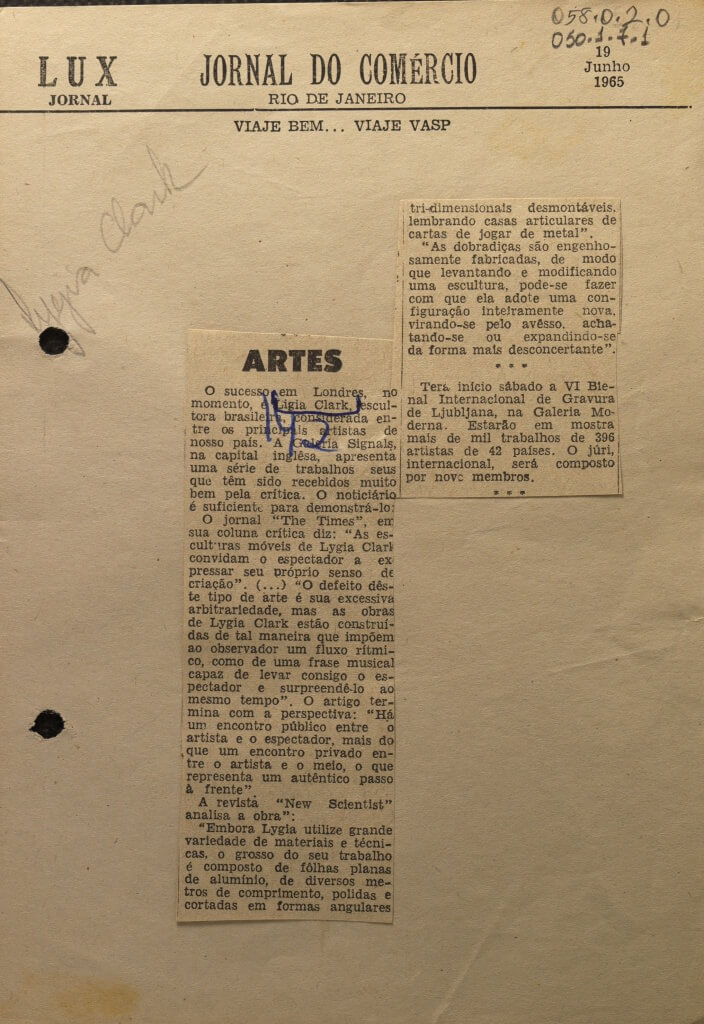 058.0.2.0
050.1.7.1
LUX
JORNAL
JORNAL DO COMÉRCIO
RIO DE JANEIRO
19
Junho
1965
VIAJE BEM... VIAJE VASP
Lygia Clark
ARTES
O sucesso em Londres, no
momento, é Ligia Clark, escul-
tora brasileira, considerada en-
tre os principais artistas de
nosso país. A Galeria Signals,
na capital inglêsa, apresenta
uma série de trabalhos seus
que têm sido recebidos muito
bem pela crítica. O noticiário
é suficiente para demonstrá-lo:
O jornal "The Times", em
sua coluna crítica diz: "As es-
culturas móveis de Lygia Clark
convidam o espectador a ex
pressar seu próprio senso de
criação". (...) "O defeito dês-
te tipo de arte é sua excessiva
arbitrariedade, mas as obras
de Lygia Clark estão construí-
das de tal maneira que impõem
ao observador um fluxo rítmi-
co, como de uma frase musical
capaz de levar consigo o es-
pectador e surpreendê-lo ao
mesmo tempo". O artigo ter-
mina com a perspectiva: "Há
um encontro público entre o
artista e o espectador, mais do
que um encontro privado en-
tre o artista e o meio, o que
representa um autêntico passo
à frente".
A revista "New Scientist"
analisa a obra":
"Embora Lygia utilize grande
variedade de materiais e técni-
cas, o grosso do seu trabalho
é composto de fôlhas planas
de alumínio, de diversos me-
tros de comprimento, polidas e
cortadas em formas angulares
tri-dimensionais desmontáveis,
lembrando casas articulares de
cartas de jogar de metal".
"As dobradiças são engenho-
samente fabricadas, de modo
que levantando e modificando
uma escultura, pode-se fazer
com que ela adote uma con-
figuração inteiramente nova,
virando-se pelo avêsso, acha-
tando-se ou expandindo-se
da forma mais desconcertante".
* * *
Terá início sábado a VI Bie-
nal Internacional de Gravura
de Ljubljana, na Galeria Mo-
derna. Estarão em mostra
mais de mil trabalhos de 396
artistas de 42 países. O júri,
internacional, será composto
por nove membros.
* * *